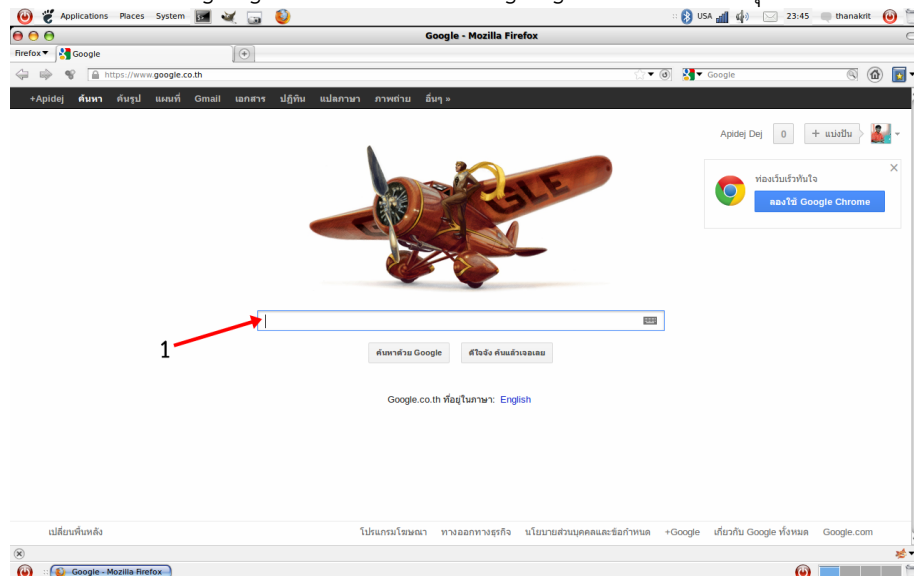 Applications Places System USA 23:45 thanakrit
Google - Mozilla Firefox
Firefox Google
https://www.google.co.th Google
+Apidej ค้นหา ค้นรูป แผนที่ Gmail เอกสาร ปฏิทิน แปลภาษา ภาพถ่าย อื่นๆ »
Apidej Dej 0 + แบ่งปัน
ท่องเว็บเร็วทันใจ
ลองใช้ Google Chrome
GLE
1
ค้นหาด้วย Google ดีใจจัง ค้นแล้วเจอเลย
Google.co.th ที่อยู่ในภาษา: English
เปลี่ยนพื้นหลัง โปรแกรมโฆษณา ทางออกทางธุรกิจ นโยบายส่วนบุคคลและข้อกำหนด +Google เกี่ยวกับ Google ทั้งหมด Google.com
Google - Mozilla Firefox